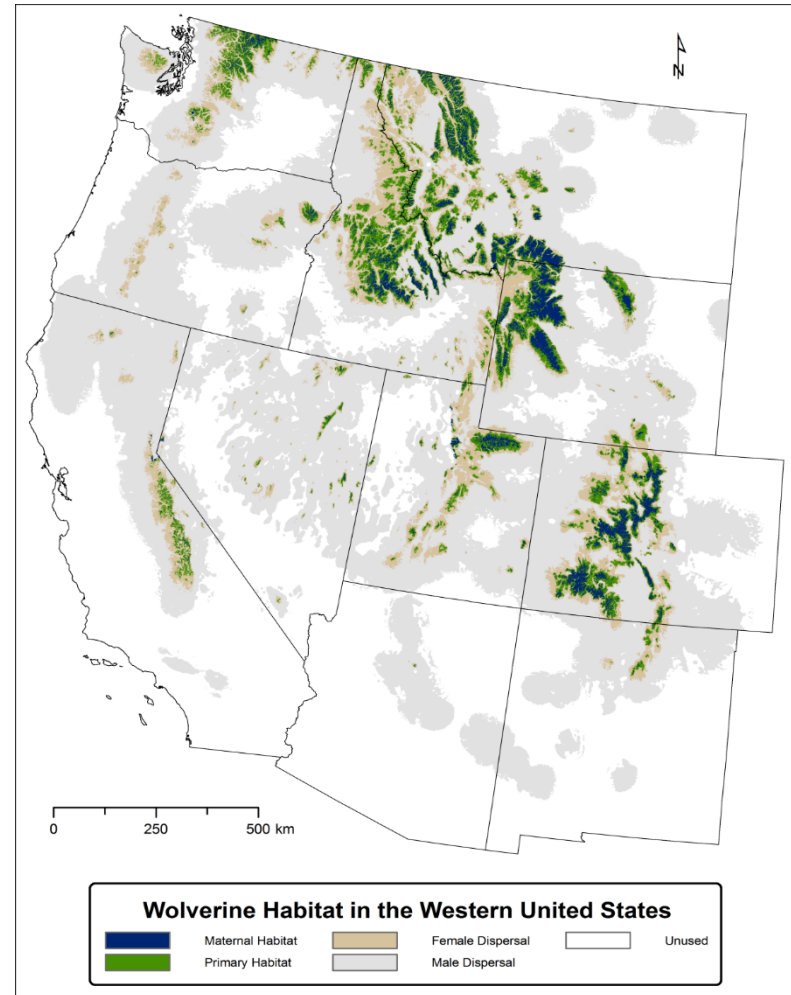 N
0 250 500 km
Wolverine Habitat in the Western United States
Maternal Habitat Female Dispersal Unused
Primary Habitat Male Dispersal